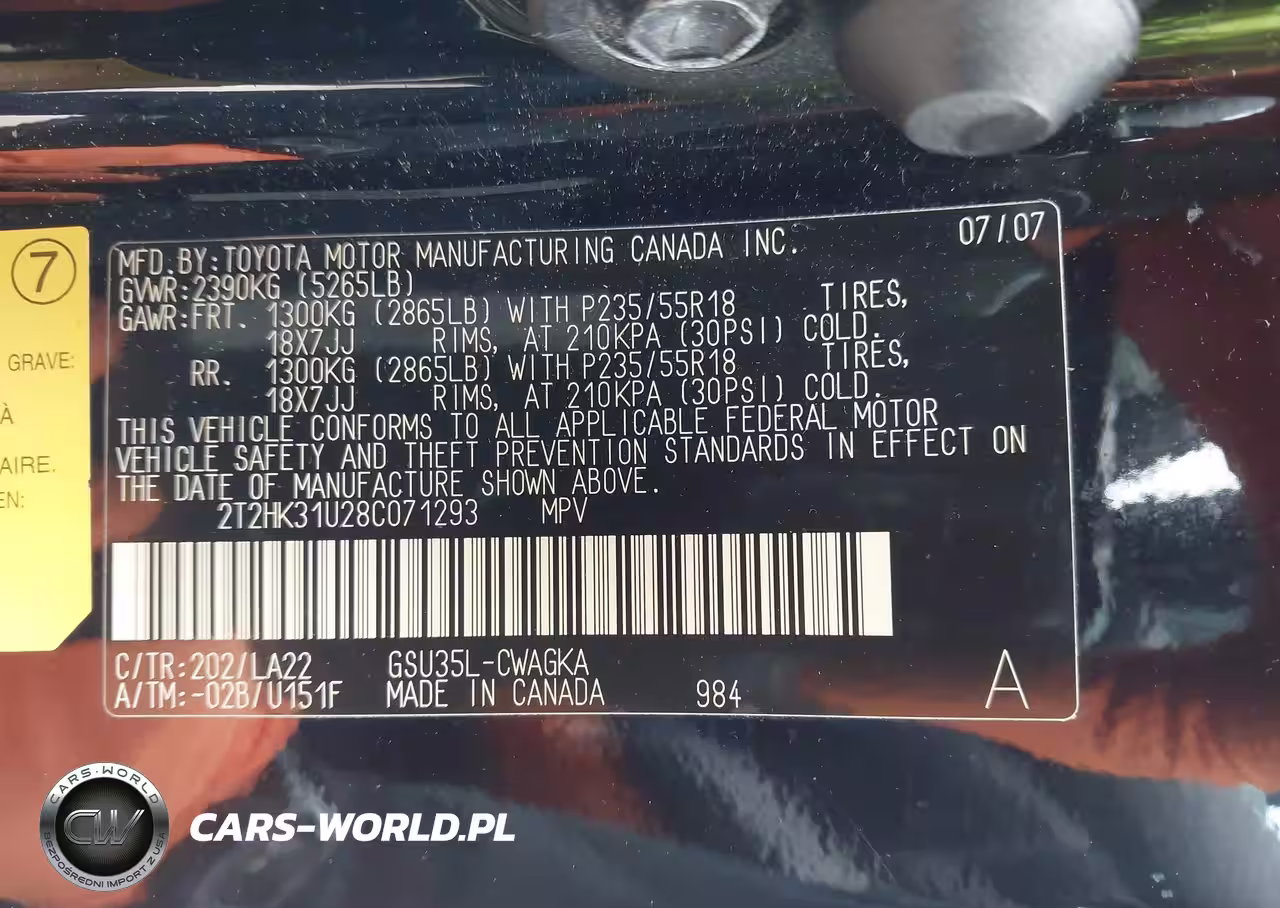 7
GRAVE:
À
AIRE.
EN:
07/07
MFD.BY:TOYOTA MOTOR MANUFACTURING CANADA INC.
GVWR:2390KG (5265LB)
GAWR:FRT. 1300KG (2865LB) WITH P235/55R18 TIRES,
18X7JJ RIMS, AT 210KPA (30PSI) COLD.
RR. 1300KG (2865LB) WITH P235/55R18 TIRES,
18X7JJ RIMS, AT 210KPA (30PSI) COLD.
THIS VEHICLE CONFORMS TO ALL APPLICABLE FEDERAL MOTOR
VEHICLE SAFETY AND THEFT PREVENTION STANDARDS IN EFFECT ON
THE DATE OF MANUFACTURE SHOWN ABOVE.
2T2HK31U28C071293 MPV
C/TR:202/LA22 GSU35L-CWAGKA
A/TM:-02B/U151F MADE IN CANADA 984 A
CARS-WORLD
CW
BEZPOŚREDNI IMPORT Z USA
CARS-WORLD.PL